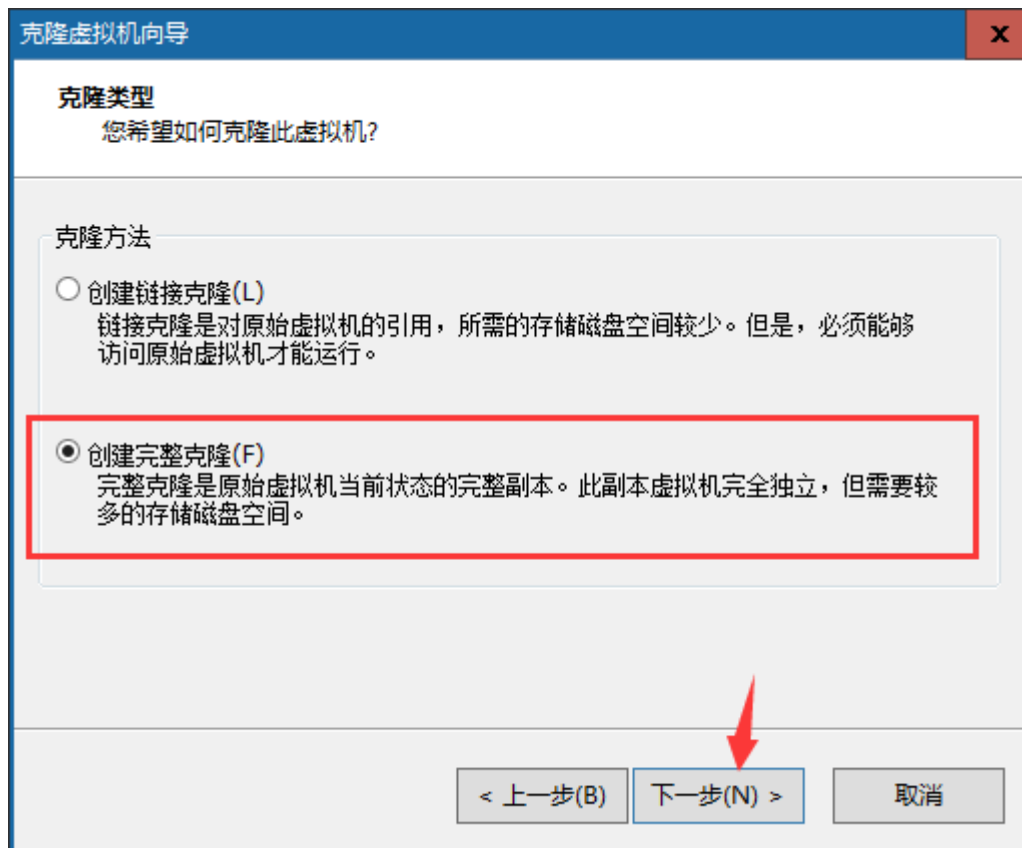 克隆虚拟机向导
x
克隆类型
您希望如何克隆此虚拟机?
克隆方法
创建链接克隆(L)
链接克隆是对原始虚拟机的引用，所需的存储磁盘空间较少。但是，必须能够
访问原始虚拟机才能运行。
创建完整克隆(F)
完整克隆是原始虚拟机当前状态的完整副本。此副本虚拟机完全独立，但需要较
多的存储磁盘空间。
< 上一步(B) 下一步(N) > 取消